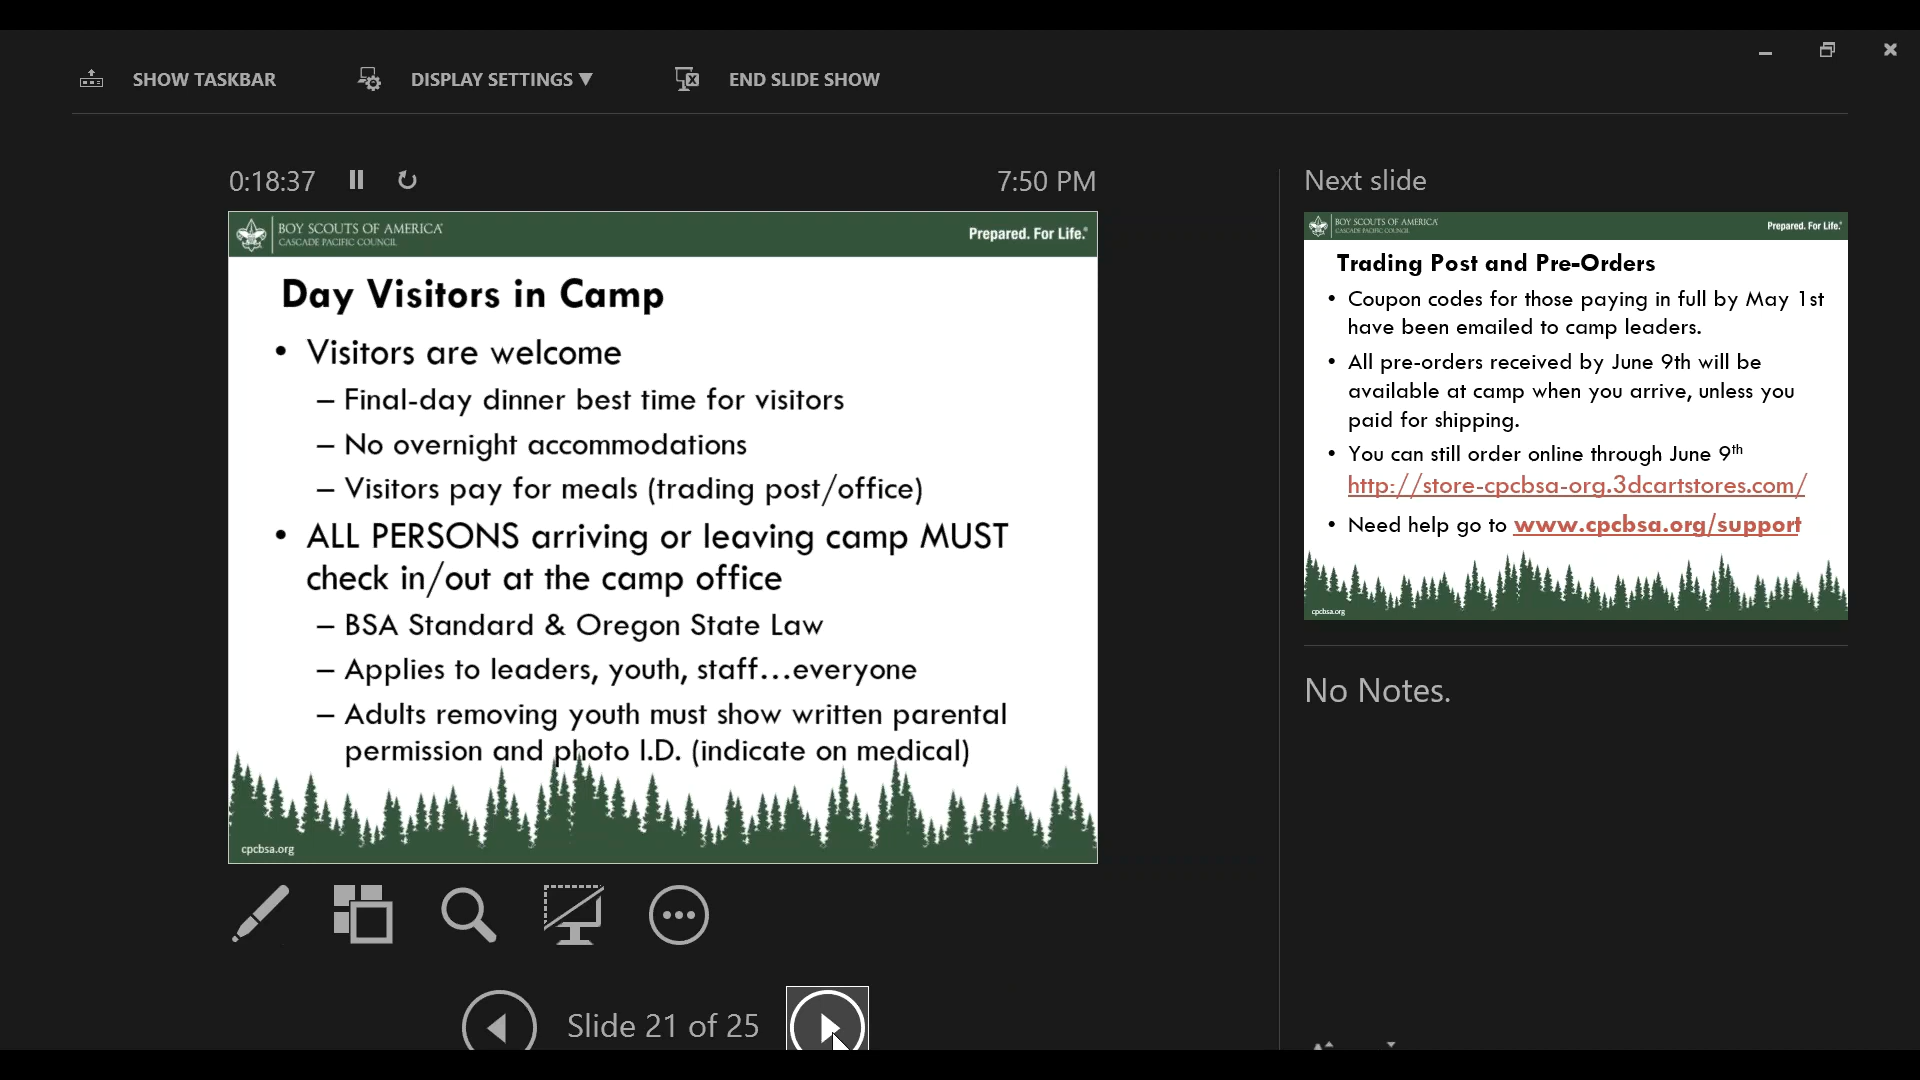 SHOW TASKBAR
DISPLAY SETTINGS ▼
END SLIDE SHOW
0:18:37
7:50 PM
BOY SCOUTS OF AMERICA®
CASCADE PACIFIC COUNCIL
Prepared. For Life.®
Day Visitors in Camp
• Visitors are welcome
– Final-day dinner best time for visitors
– No overnight accommodations
– Visitors pay for meals (trading post/office)
• ALL PERSONS arriving or leaving camp MUST
check in/out at the camp office
– BSA Standard & Oregon State Law
– Applies to leaders, youth, staff…everyone
– Adults removing youth must show written parental
permission and photo I.D. (indicate on medical)
cpcbsa.org
Slide 21 of 25
Next slide
BOY SCOUTS OF AMERICA®
CASCADE PACIFIC COUNCIL
Prepared. For Life.®
Trading Post and Pre-Orders
• Coupon codes for those paying in full by May 1st
have been emailed to camp leaders.
• All pre-orders received by June 9th will be
available at camp when you arrive, unless you
paid for shipping.
• You can still order online through June 9th
http://store-cpcbsa-org.3dcartstores.com/
• Need help go to www.cpcbsa.org/support
cpcbsa.org
No Notes.